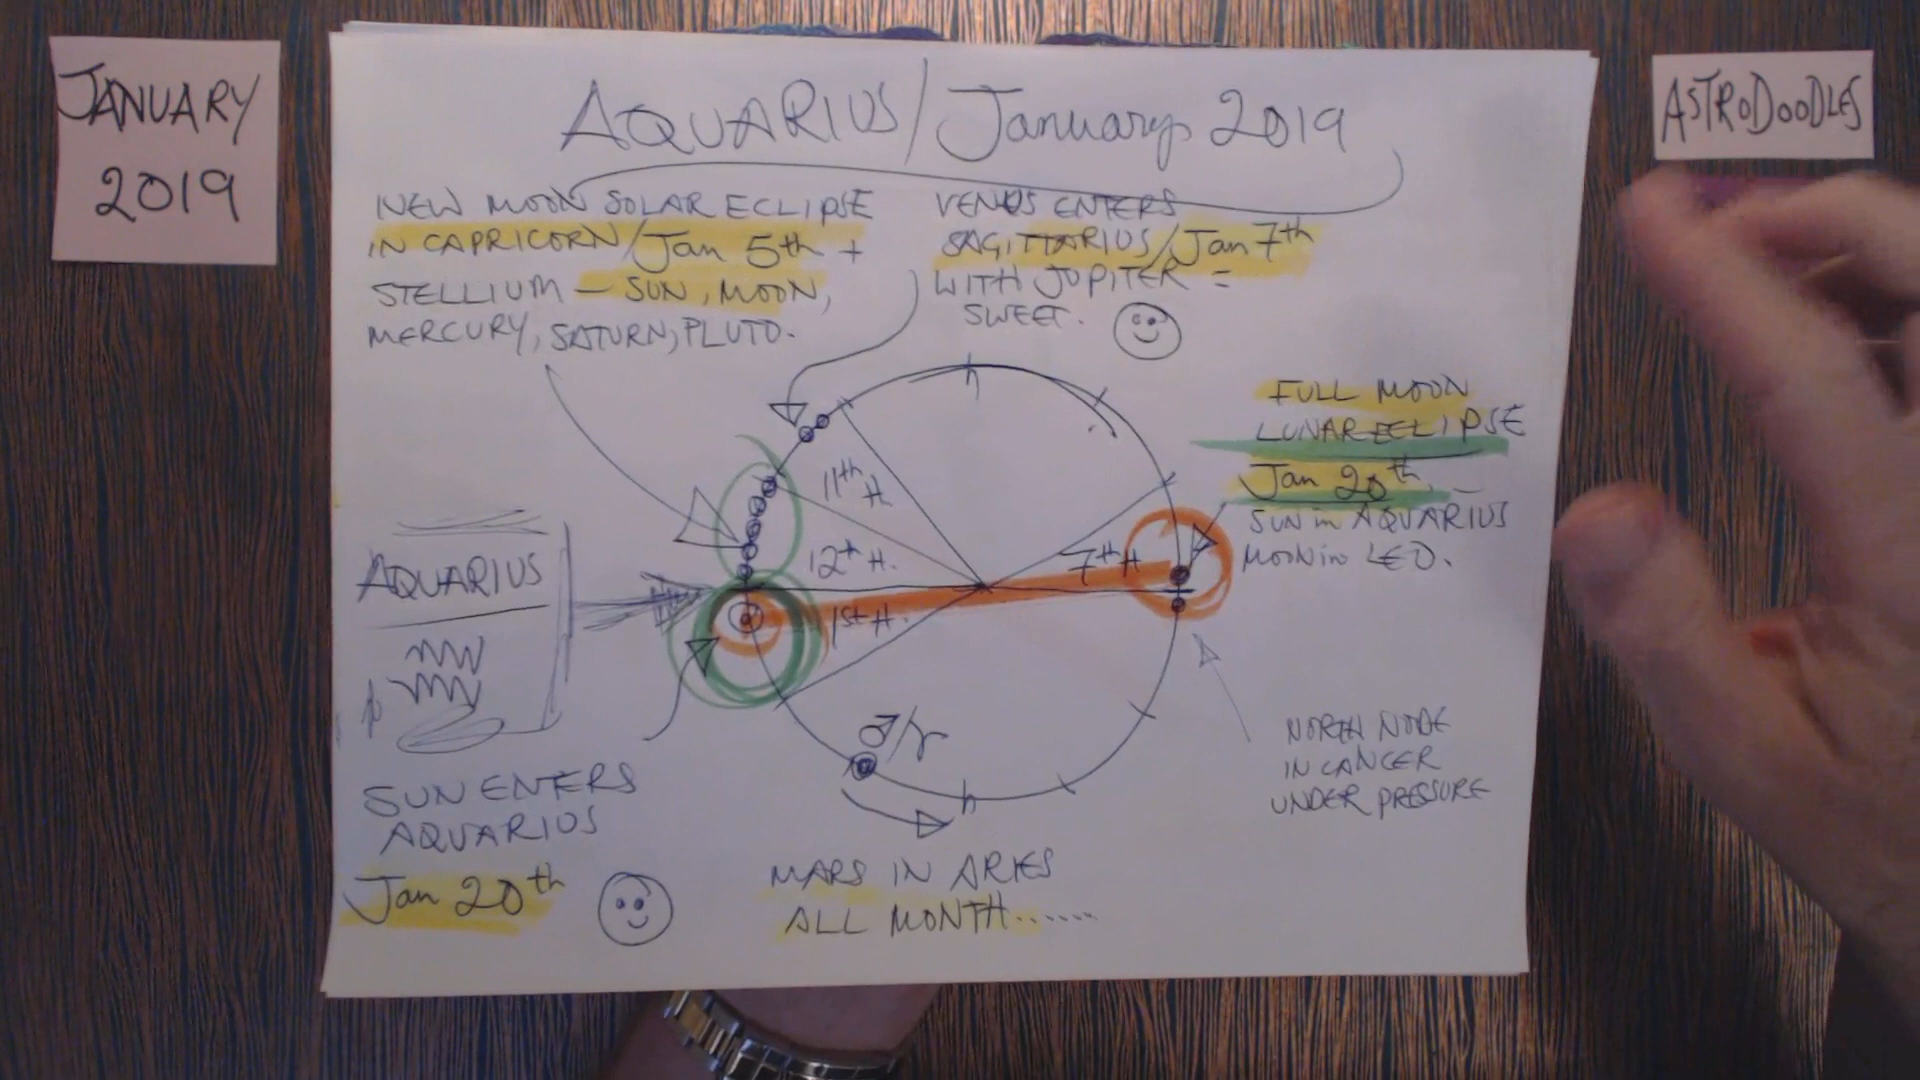 JANUARY
2019
ASTRODOODLES
AQUARIUS/January 2019
NEW MOON SOLAR ECLIPSE
IN CAPRICORN/Jan 5th +
STELLIUM — SUN, MOON,
MERCURY, SATURN, PLUTO.
VENUS ENTERS
SAGITTARIUS/Jan 7th
WITH JUPITER =
SWEET.
FULL MOON
LUNAR ECLIPSE
Jan 20th
SUN in AQUARIUS
MOON in LEO.
11th H
12th H.
7th H
1st H.
AQUARIUS
♂/♈
NORTH NODE
IN CANCER
UNDER PRESSURE
SUN ENTERS
AQUARIUS
Jan 20th
MARS IN ARIES
ALL MONTH......